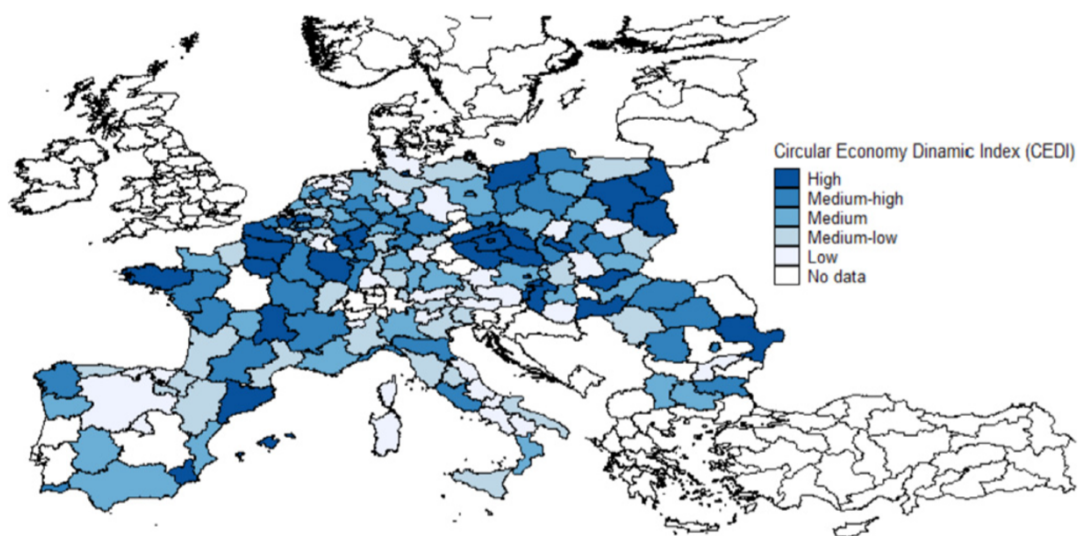 Circular Economy Dinamic Index (CEDI)
High
Medium-high
Medium
Medium-low
Low
No data